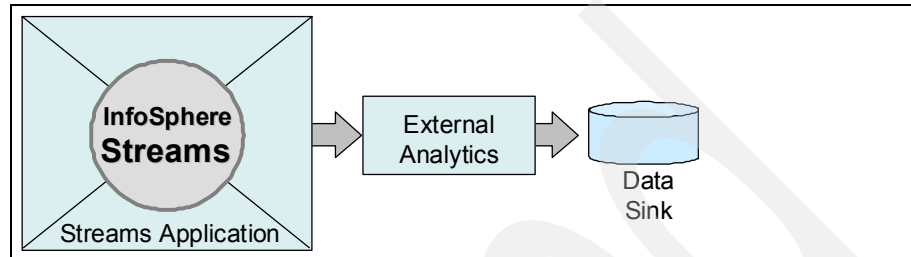 InfoSphere
Streams
Streams Application
External
Analytics
Data
Sink